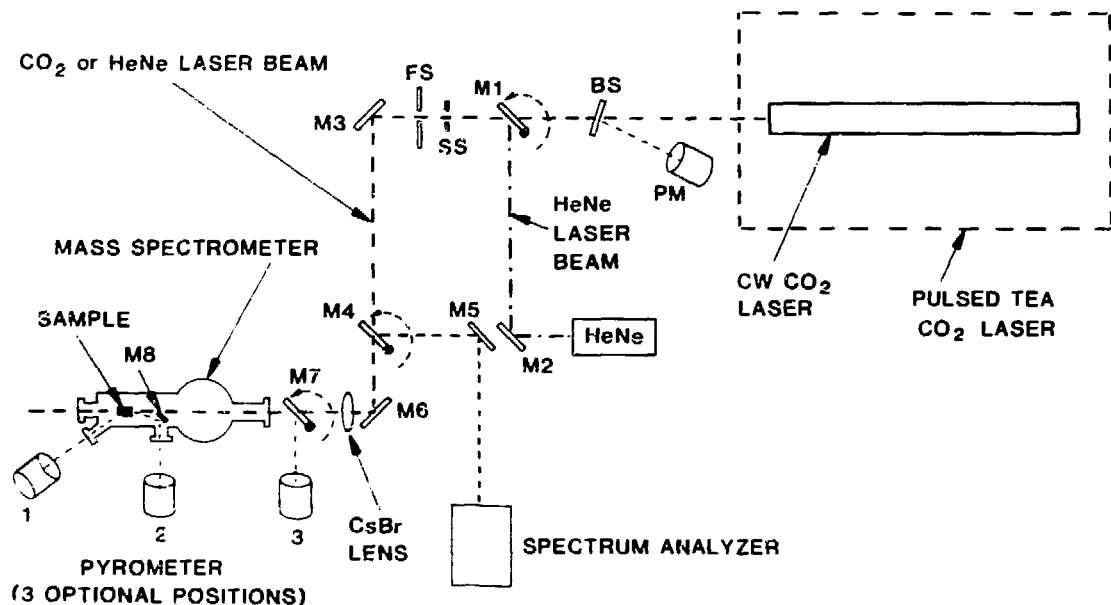 CO2 or HeNe LASER BEAM
FS
M1
BS
M3
SS
PM
HeNe
LASER
BEAM
MASS SPECTROMETER
CW CO2
LASER
PULSED TEA
CO2 LASER
M4
M5
SAMPLE
M8
M2
HeNe
M7
M6
1
2
3
CsBr
LENS
SPECTRUM ANALYZER
PYROMETER
(3 OPTIONAL POSITIONS)